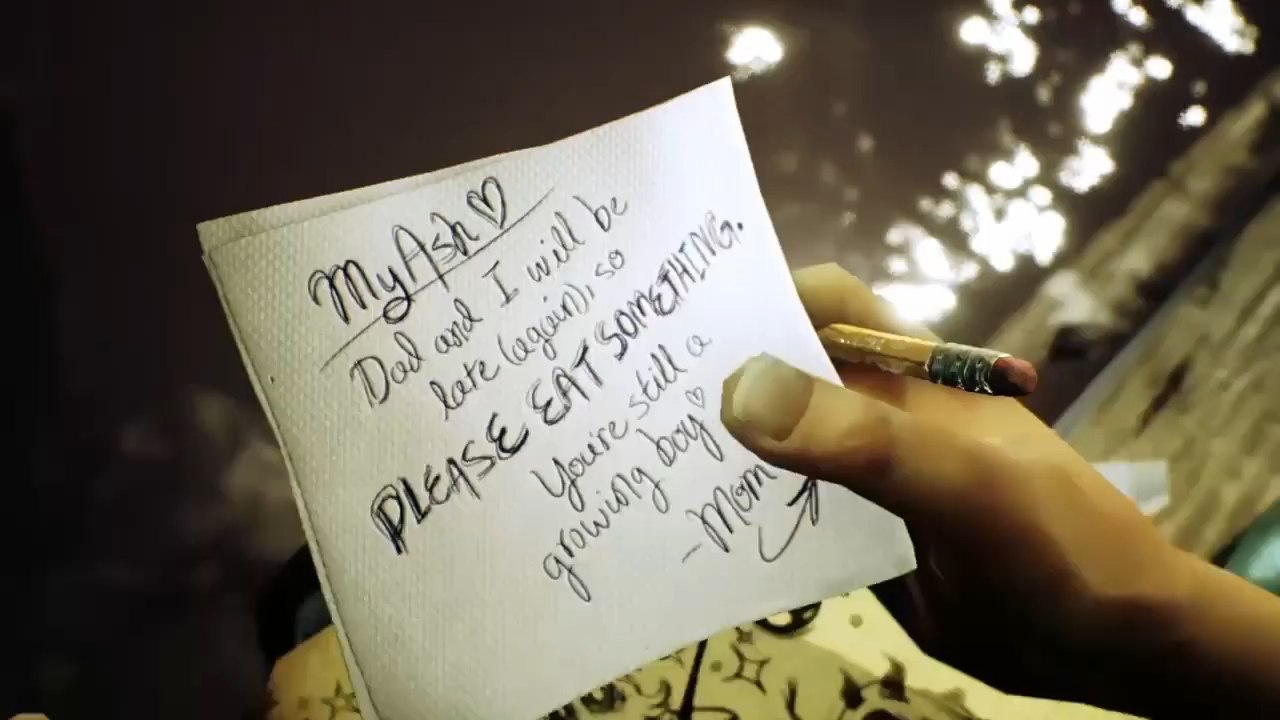 My Ash ♡
Dad and I will be
late (again), so
PLEASE EAT SOMETHING.
You're still a
growing boy ♡
-Mom